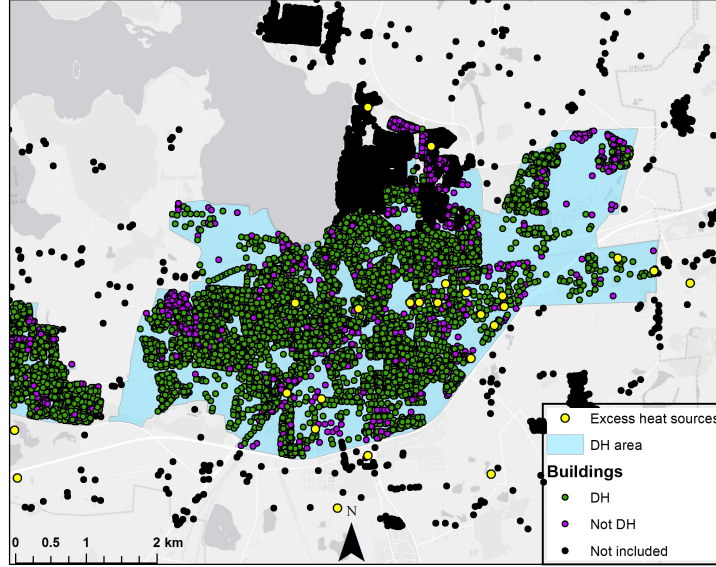 Excess heat sources
DH area
Buildings
DH
Not DH
Not included
N
0 0.5 1 2 km